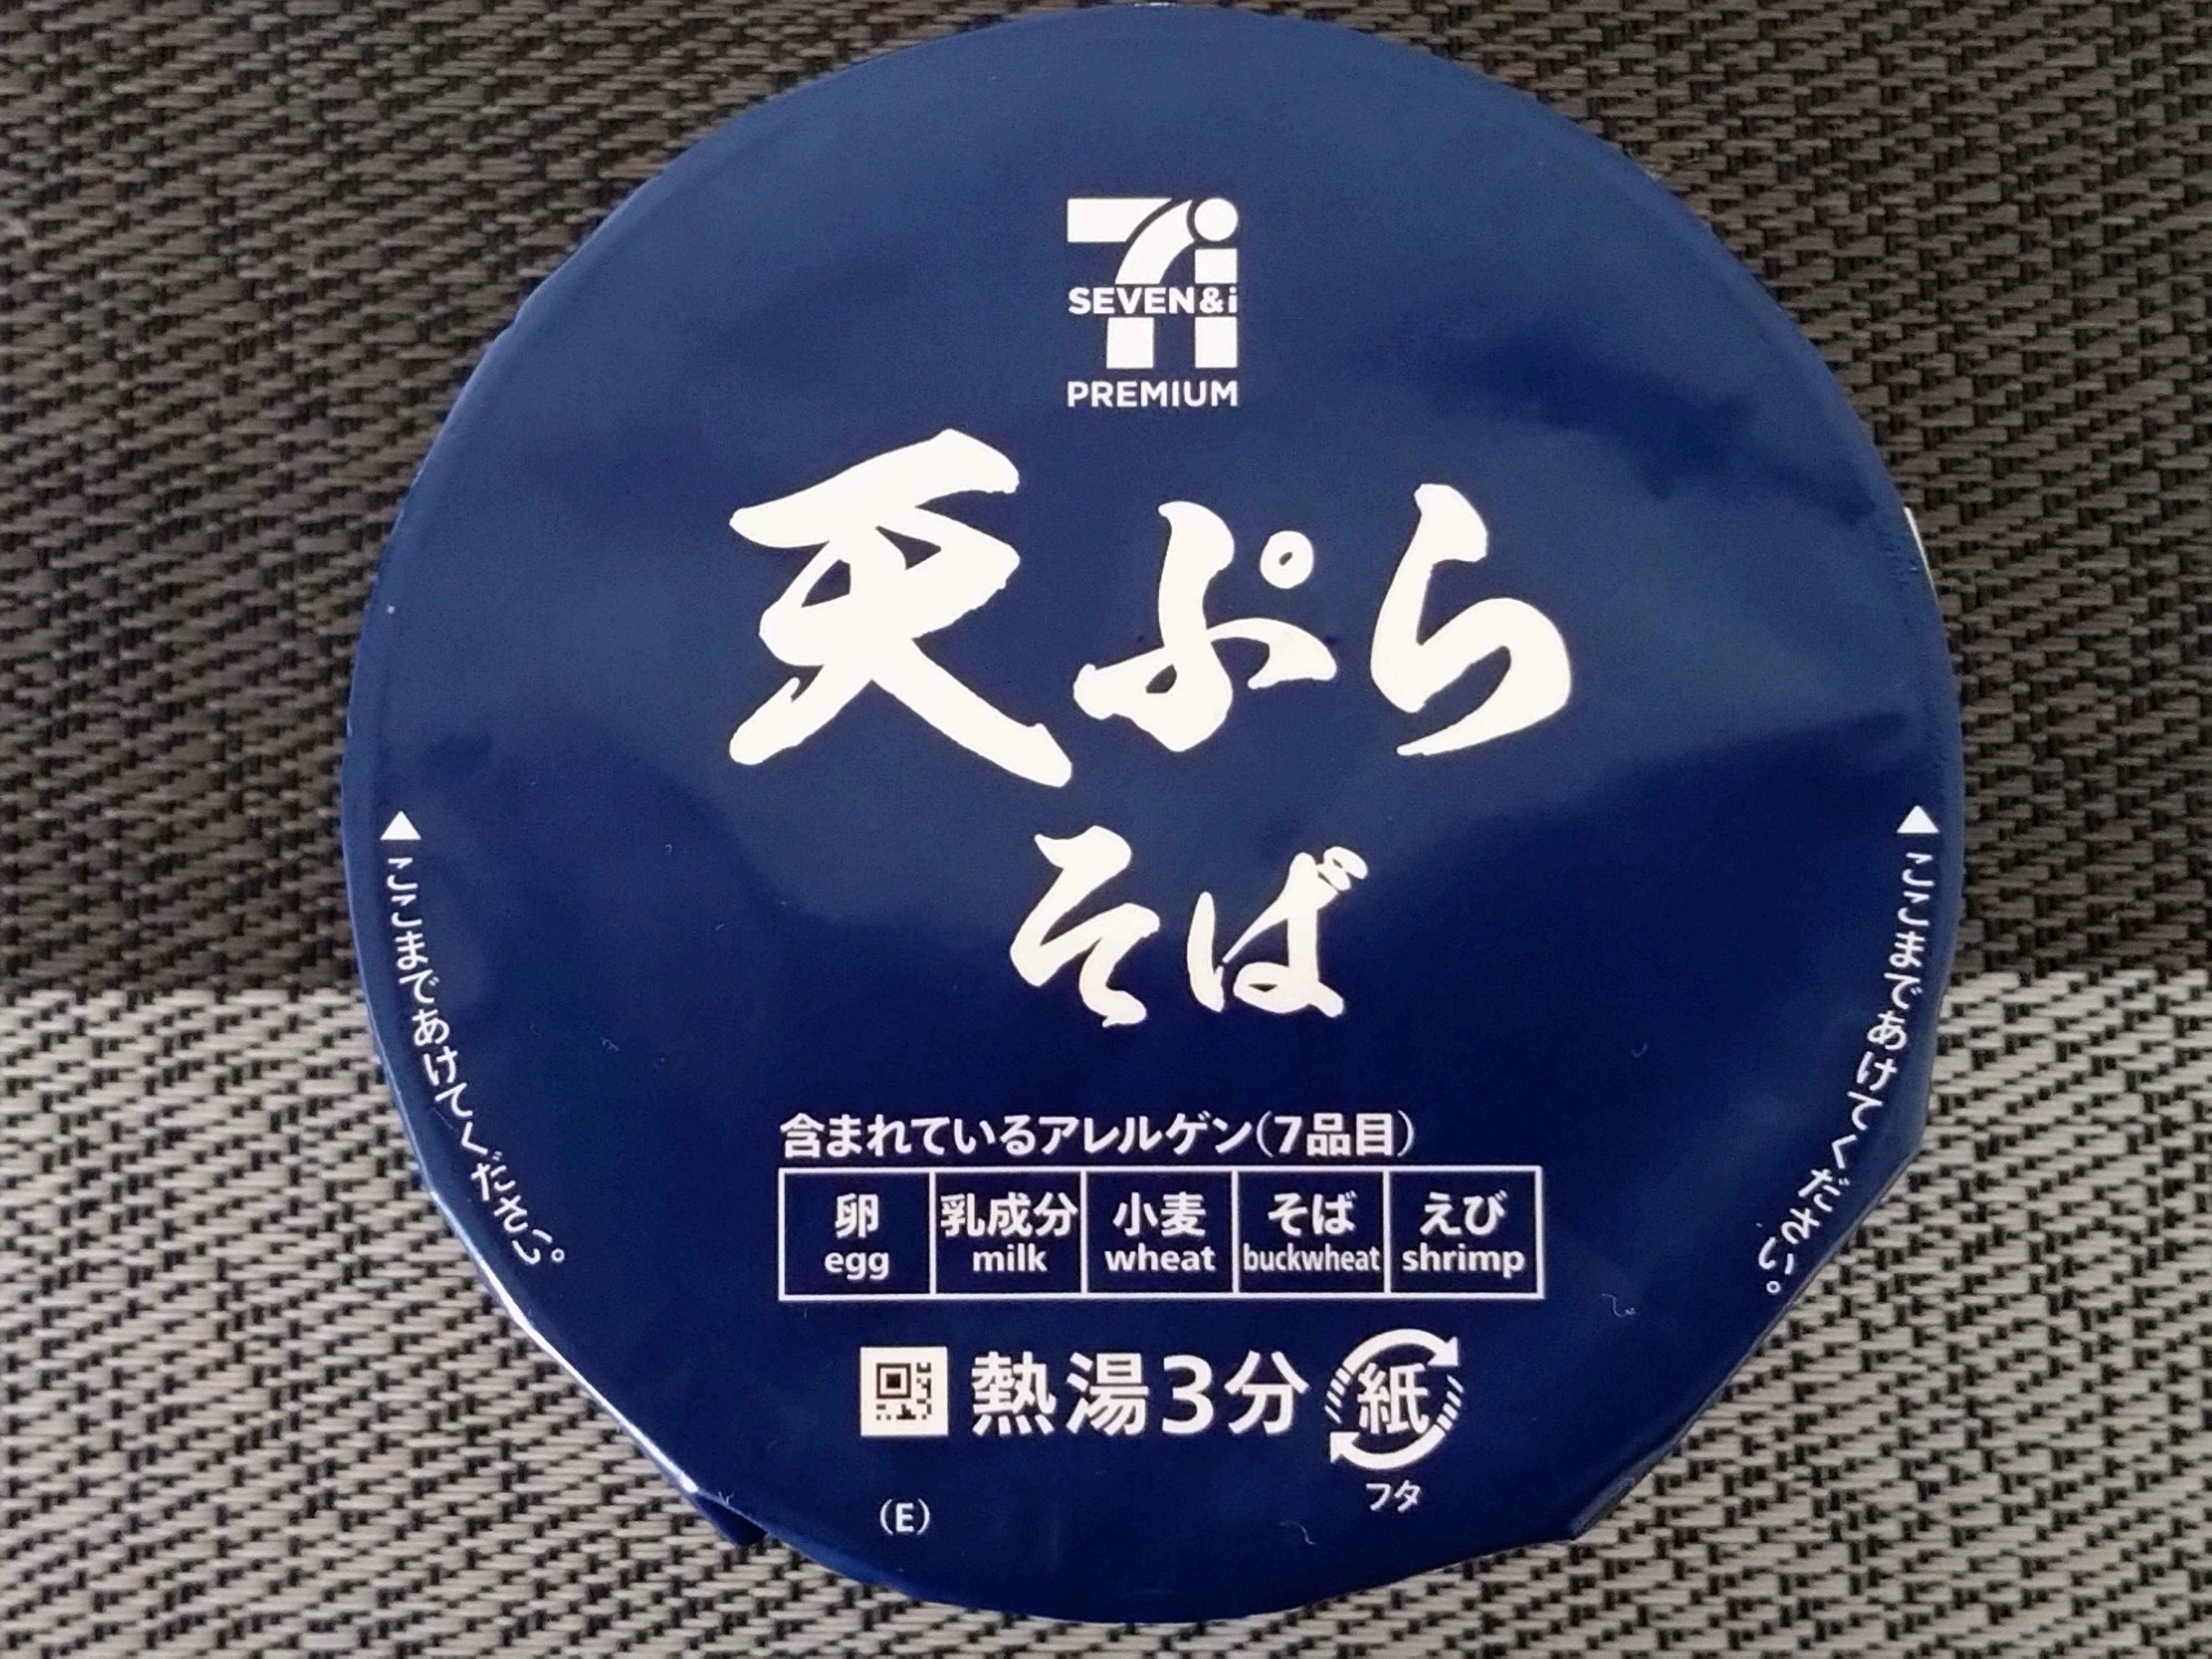 SEVEN&i
PREMIUM
天ぷら
そば
▲ここまであけてください。
▲ここまであけてください。
含まれているアレルゲン(7品目)
卵 乳成分 小麦 そば えび
egg milk wheat buckwheat shrimp
熱湯3分 紙
フタ
(E)